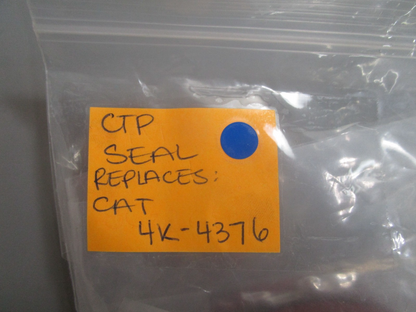 CTP
SEAL
REPLACES:
CAT
4K-4376